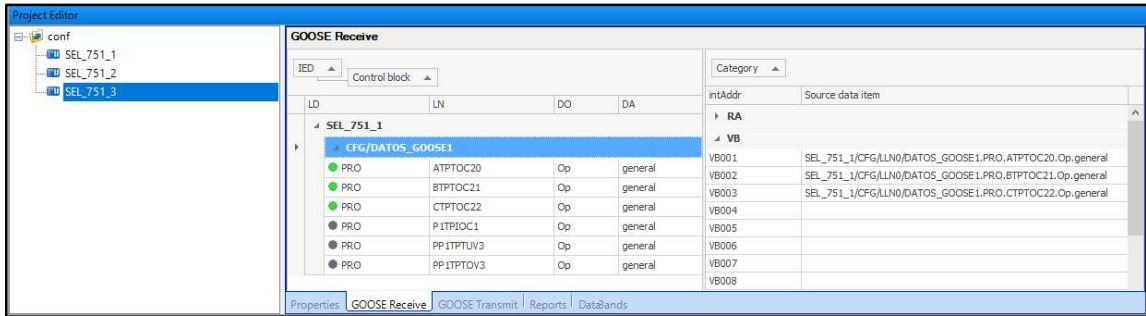 Project Editor
conf
SEL_751_1
SEL_751_2
SEL_751_3
GOOSE Receive
IED
Control block
LD LN DO DA
SEL_751_1
CFG/DATOS_GOOSE1
PRO ATPTOC20 Op general
PRO BTPTOC21 Op general
PRO CTPTOC22 Op general
PRO P1TPIOC1 Op general
PRO PP1TPTUV3 Op general
PRO PP1TPTOV3 Op general
Category
intAddr Source data item
RA
VB
VB001 SEL_751_1/CFG/LLN0/DATOS_GOOSE1.PRO.ATPTOC20.Op.general
VB002 SEL_751_1/CFG/LLN0/DATOS_GOOSE1.PRO.BTPTOC21.Op.general
VB003 SEL_751_1/CFG/LLN0/DATOS_GOOSE1.PRO.CTPTOC22.Op.general
VB004
VB005
VB006
VB007
VB008
Properties GOOSE Receive GOOSE Transmit Reports DataBands